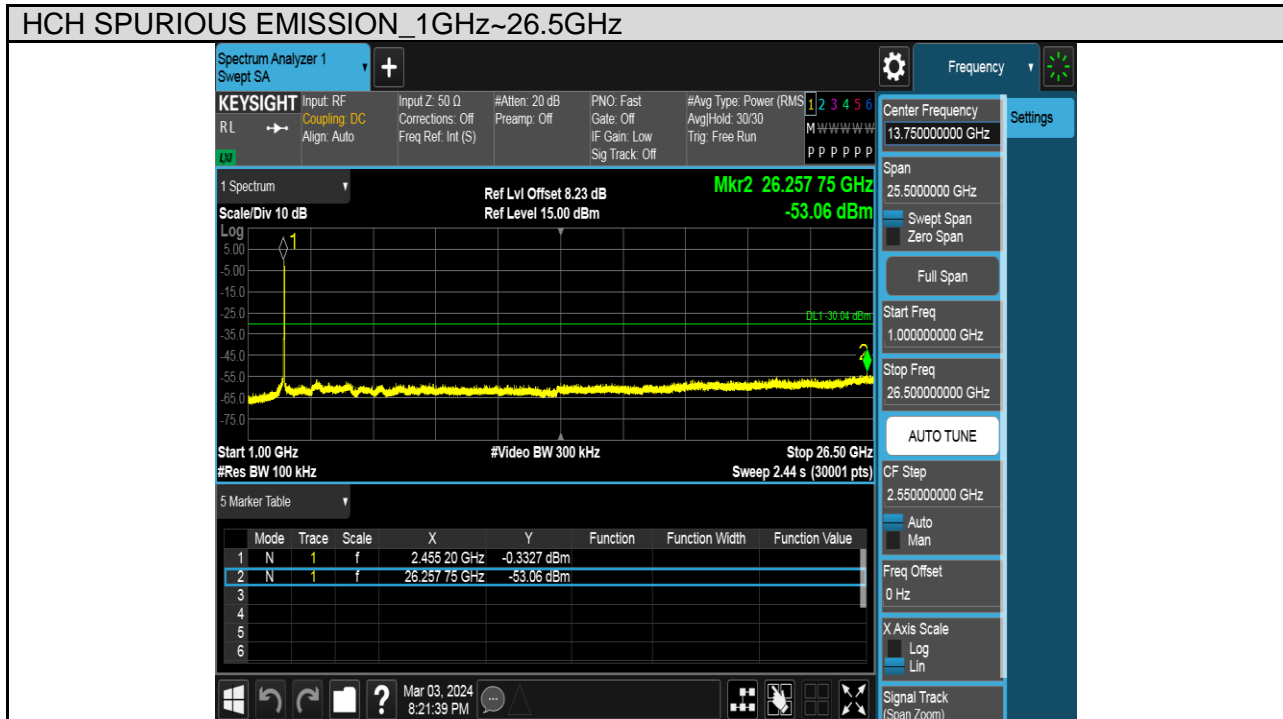 HCH SPURIOUS EMISSION_1GHz~26.5GHz
Spectrum Analyzer 1
Swept SA
+
Frequency
KEYSIGHT
RL
LXI
Input: RF
Coupling: DC
Align: Auto
Input Z: 50 Ω
Corrections: Off
Freq Ref: Int (S)
#Atten: 20 dB
Preamp: Off
PNO: Fast
Gate: Off
IF Gain: Low
Sig Track: Off
#Avg Type: Power (RMS
Avg|Hold: 30/30
Trig: Free Run
1 2 3 4 5 6
M W W W W W
P P P P P P
1 Spectrum
Scale/Div 10 dB
Ref Lvl Offset 8.23 dB
Ref Level 15.00 dBm
Mkr2 26.257 75 GHz
-53.06 dBm
Log
5.00
-5.00
-15.0
-25.0
-35.0
-45.0
-55.0
-65.0
-75.0
1
DL1 -30.04 dBm
2
Start 1.00 GHz
#Video BW 300 kHz
Stop 26.50 GHz
#Res BW 100 kHz
Sweep 2.44 s (30001 pts)
5 Marker Table
Mode Trace Scale X Y Function Function Width Function Value
1 N 1 f 2.455 20 GHz -0.3327 dBm
2 N 1 f 26.257 75 GHz -53.06 dBm
3
4
5
6
?
Mar 03, 2024
8:21:39 PM
Center Frequency
13.750000000 GHz
Settings
Span
25.5000000 GHz
Swept Span
Zero Span
Full Span
Start Freq
1.000000000 GHz
Stop Freq
26.500000000 GHz
AUTO TUNE
CF Step
2.550000000 GHz
Auto
Man
Freq Offset
0 Hz
X Axis Scale
Log
Lin
Signal Track
(Span Zoom)